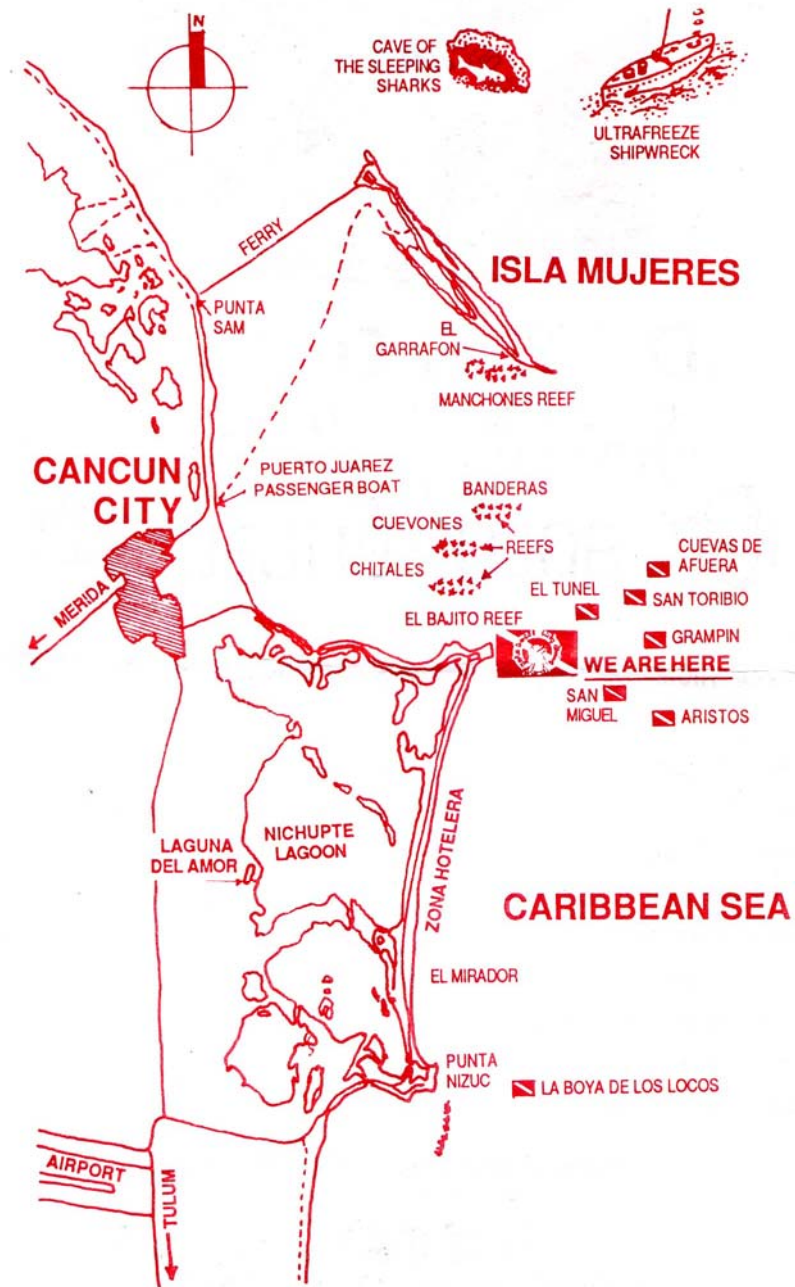 N
CAVE OF
THE SLEEPING
SHARKS
ULTRAFREEZE
SHIPWRECK
FERRY
ISLA MUJERES
PUNTA
SAM
EL
GARRAFON
MANCHONES REEF
CANCUN
CITY
PUERTO JUAREZ
PASSENGER BOAT
BANDERAS
CUEVONES
REEFS
CHITALES
CUEVAS DE
AFUERA
EL TUNEL
SAN TORIBIO
MERIDA
EL BAJITO REEF
GRAMPIN
WE ARE HERE
SAN
MIGUEL
ARISTOS
LAGUNA
DEL AMOR
NICHUPTE
LAGOON
ZONA HOTELERA
CARIBBEAN SEA
EL MIRADOR
PUNTA
NIZUC
LA BOYA DE LOS LOCOS
AIRPORT
TULUM